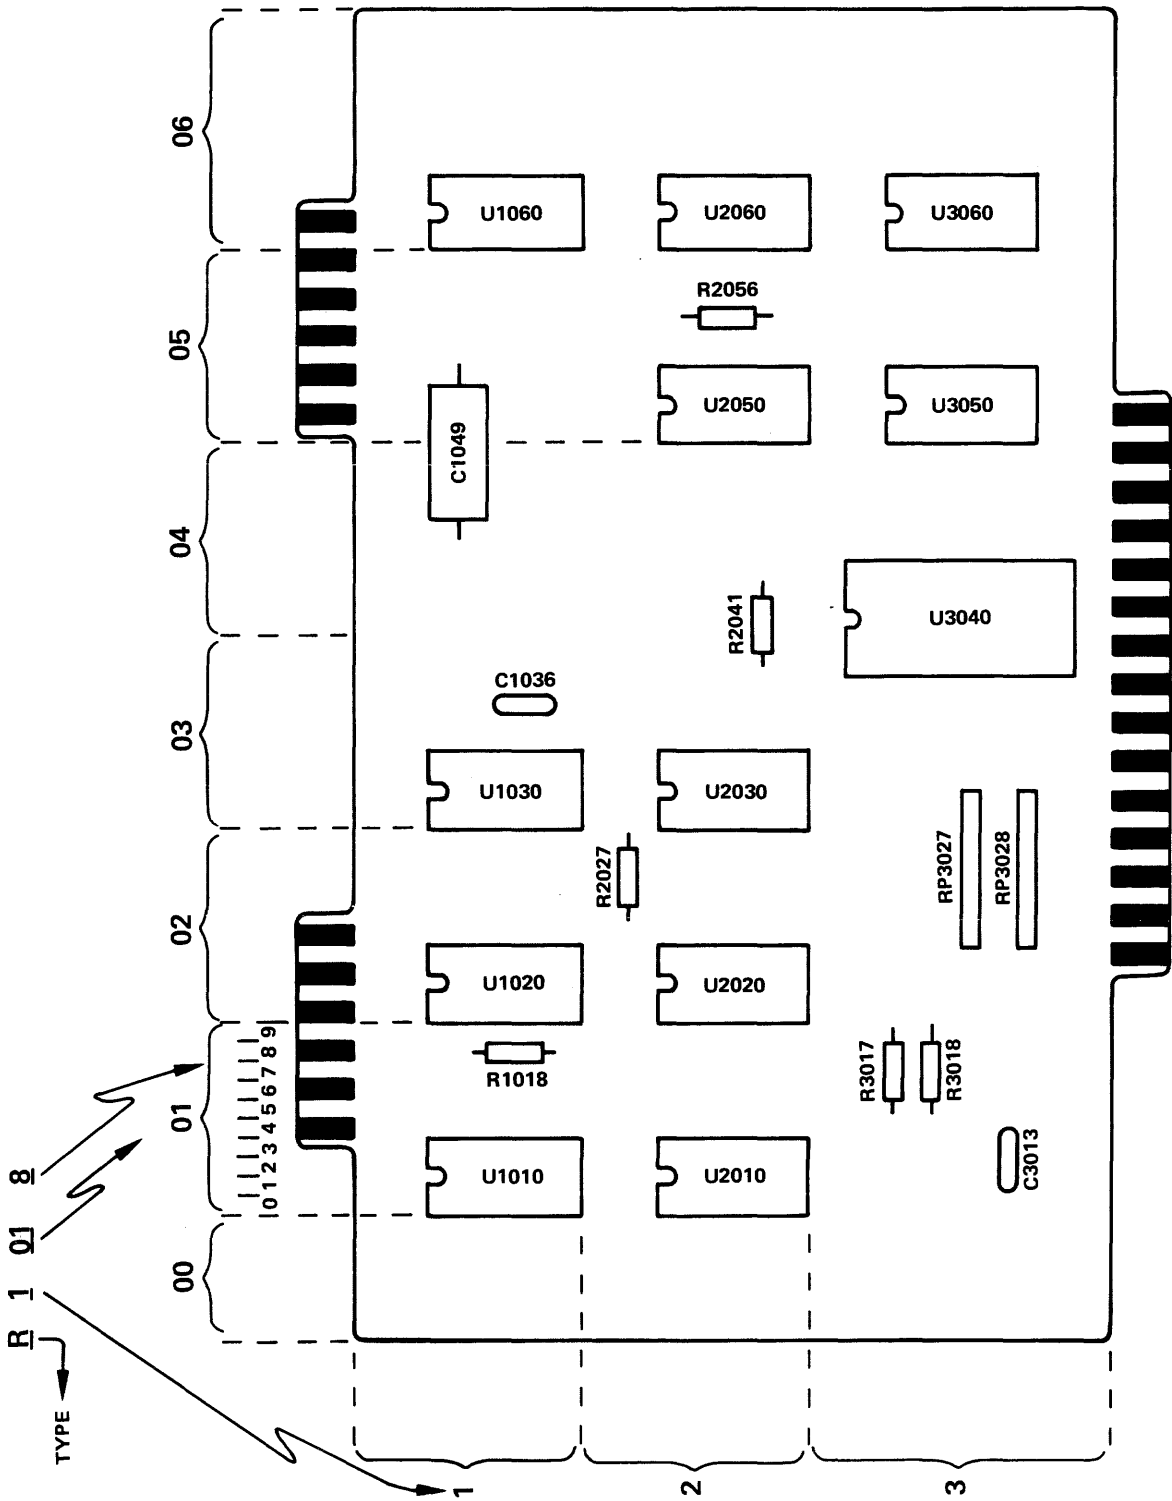 R 1 01 8
TYPE
00
01
02
03
04
05
06
0 1 2 3 4 5 6 7 8 9
1
2
3
U1060
U2060
U3060
R2056
U2050
U3050
C1049
R2041
U3040
C1036
U1030
U2030
R2027
RP3027
RP3028
U1020
U2020
R1018
R3017
R3018
U1010
U2010
C3013